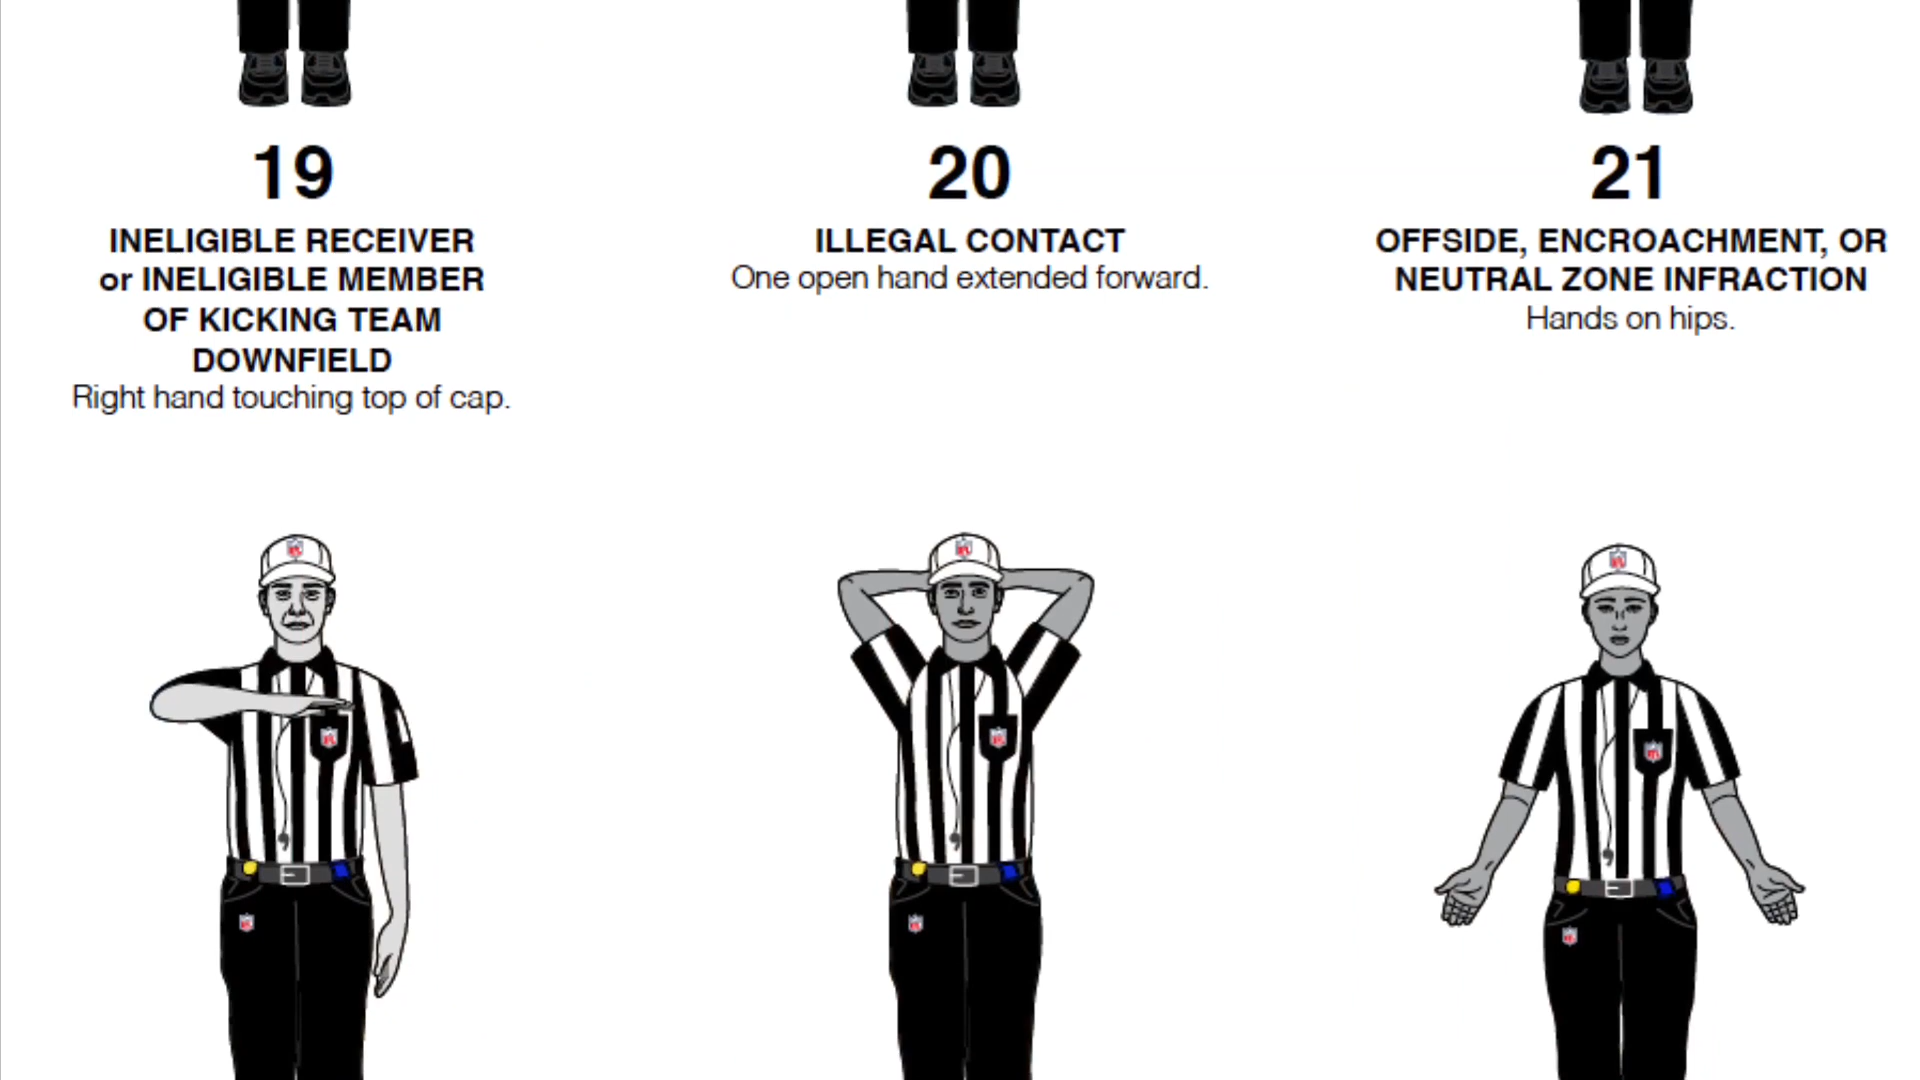 19
INELIGIBLE RECEIVER
or INELIGIBLE MEMBER
OF KICKING TEAM
DOWNFIELD
Right hand touching top of cap.
20
ILLEGAL CONTACT
One open hand extended forward.
21
OFFSIDE, ENCROACHMENT, OR
NEUTRAL ZONE INFRACTION
Hands on hips.